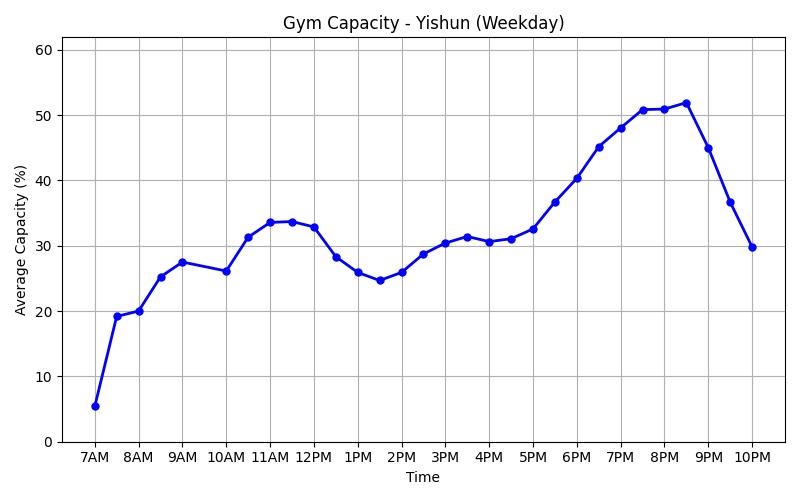 Gym Capacity - Yishun (Weekday)
Average Capacity (%)
60
50
40
30
20
10
0
7AM 8AM 9AM 10AM 11AM 12PM 1PM 2PM 3PM 4PM 5PM 6PM 7PM 8PM 9PM 10PM
Time